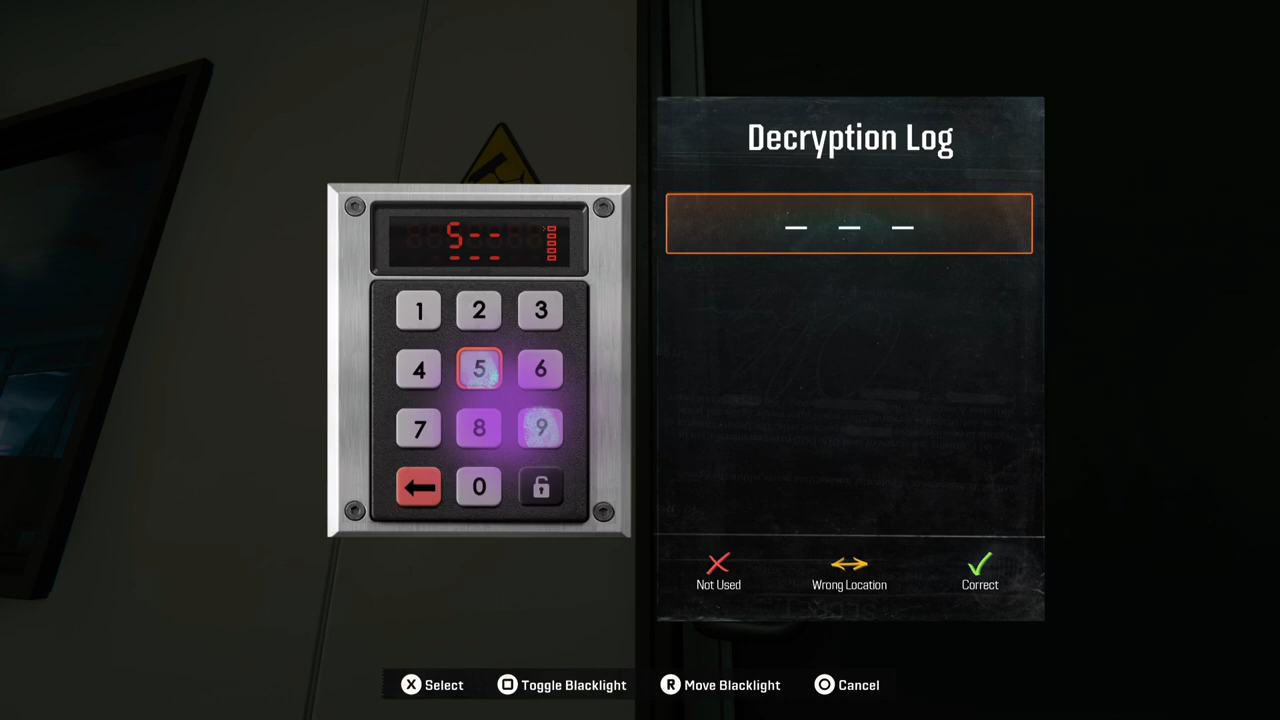 Decryption Log
5--
---
_ _ _
1 2 3
4 5 6
7 8 9
0
Not Used
Wrong Location
Correct
X Select
Toggle Blacklight
R Move Blacklight
Cancel